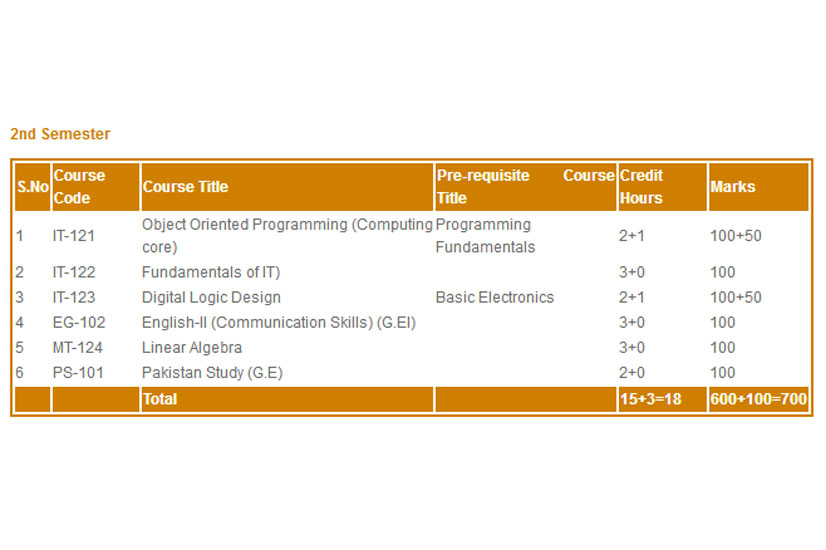 2nd Semester
S.No Course Code Course Title Pre-requisite Course Title Credit Hours Marks
1 IT-121 Object Oriented Programming (Computing core) Programming Fundamentals 2+1 100+50
2 IT-122 Fundamentals of IT) 3+0 100
3 IT-123 Digital Logic Design Basic Electronics 2+1 100+50
4 EG-102 English-II (Communication Skills) (G.El) 3+0 100
5 MT-124 Linear Algebra 3+0 100
6 PS-101 Pakistan Study (G.E) 2+0 100
Total 15+3=18 600+100=700